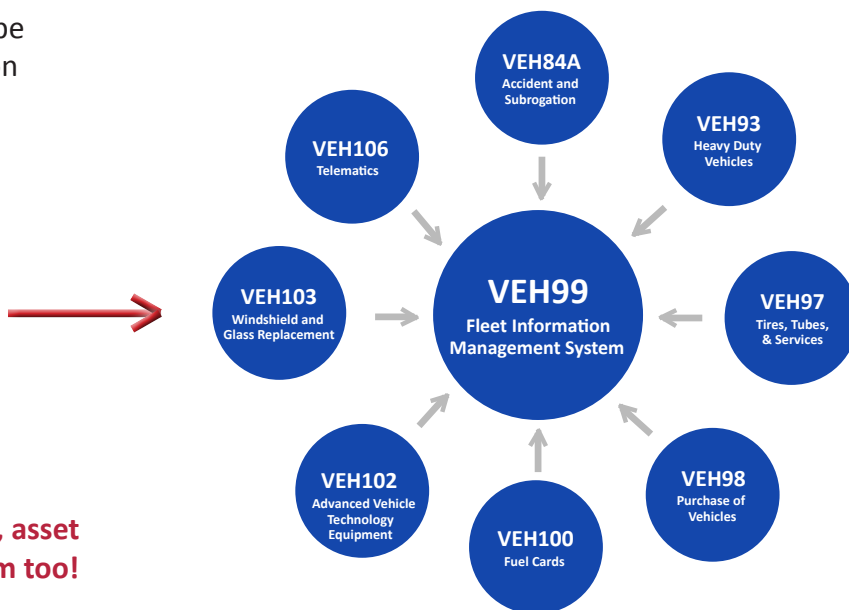 VEH84A
Accident and
Subrogation
VEH93
Heavy Duty
Vehicles
VEH106
Telematics
VEH99
Fleet Information
Management System
VEH103
Windshield and
Glass Replacement
VEH97
Tires, Tubes,
& Services
VEH102
Advanced Vehicle
Technology
Equipment
VEH98
Purchase of
Vehicles
VEH100
Fuel Cards
, asset
too!